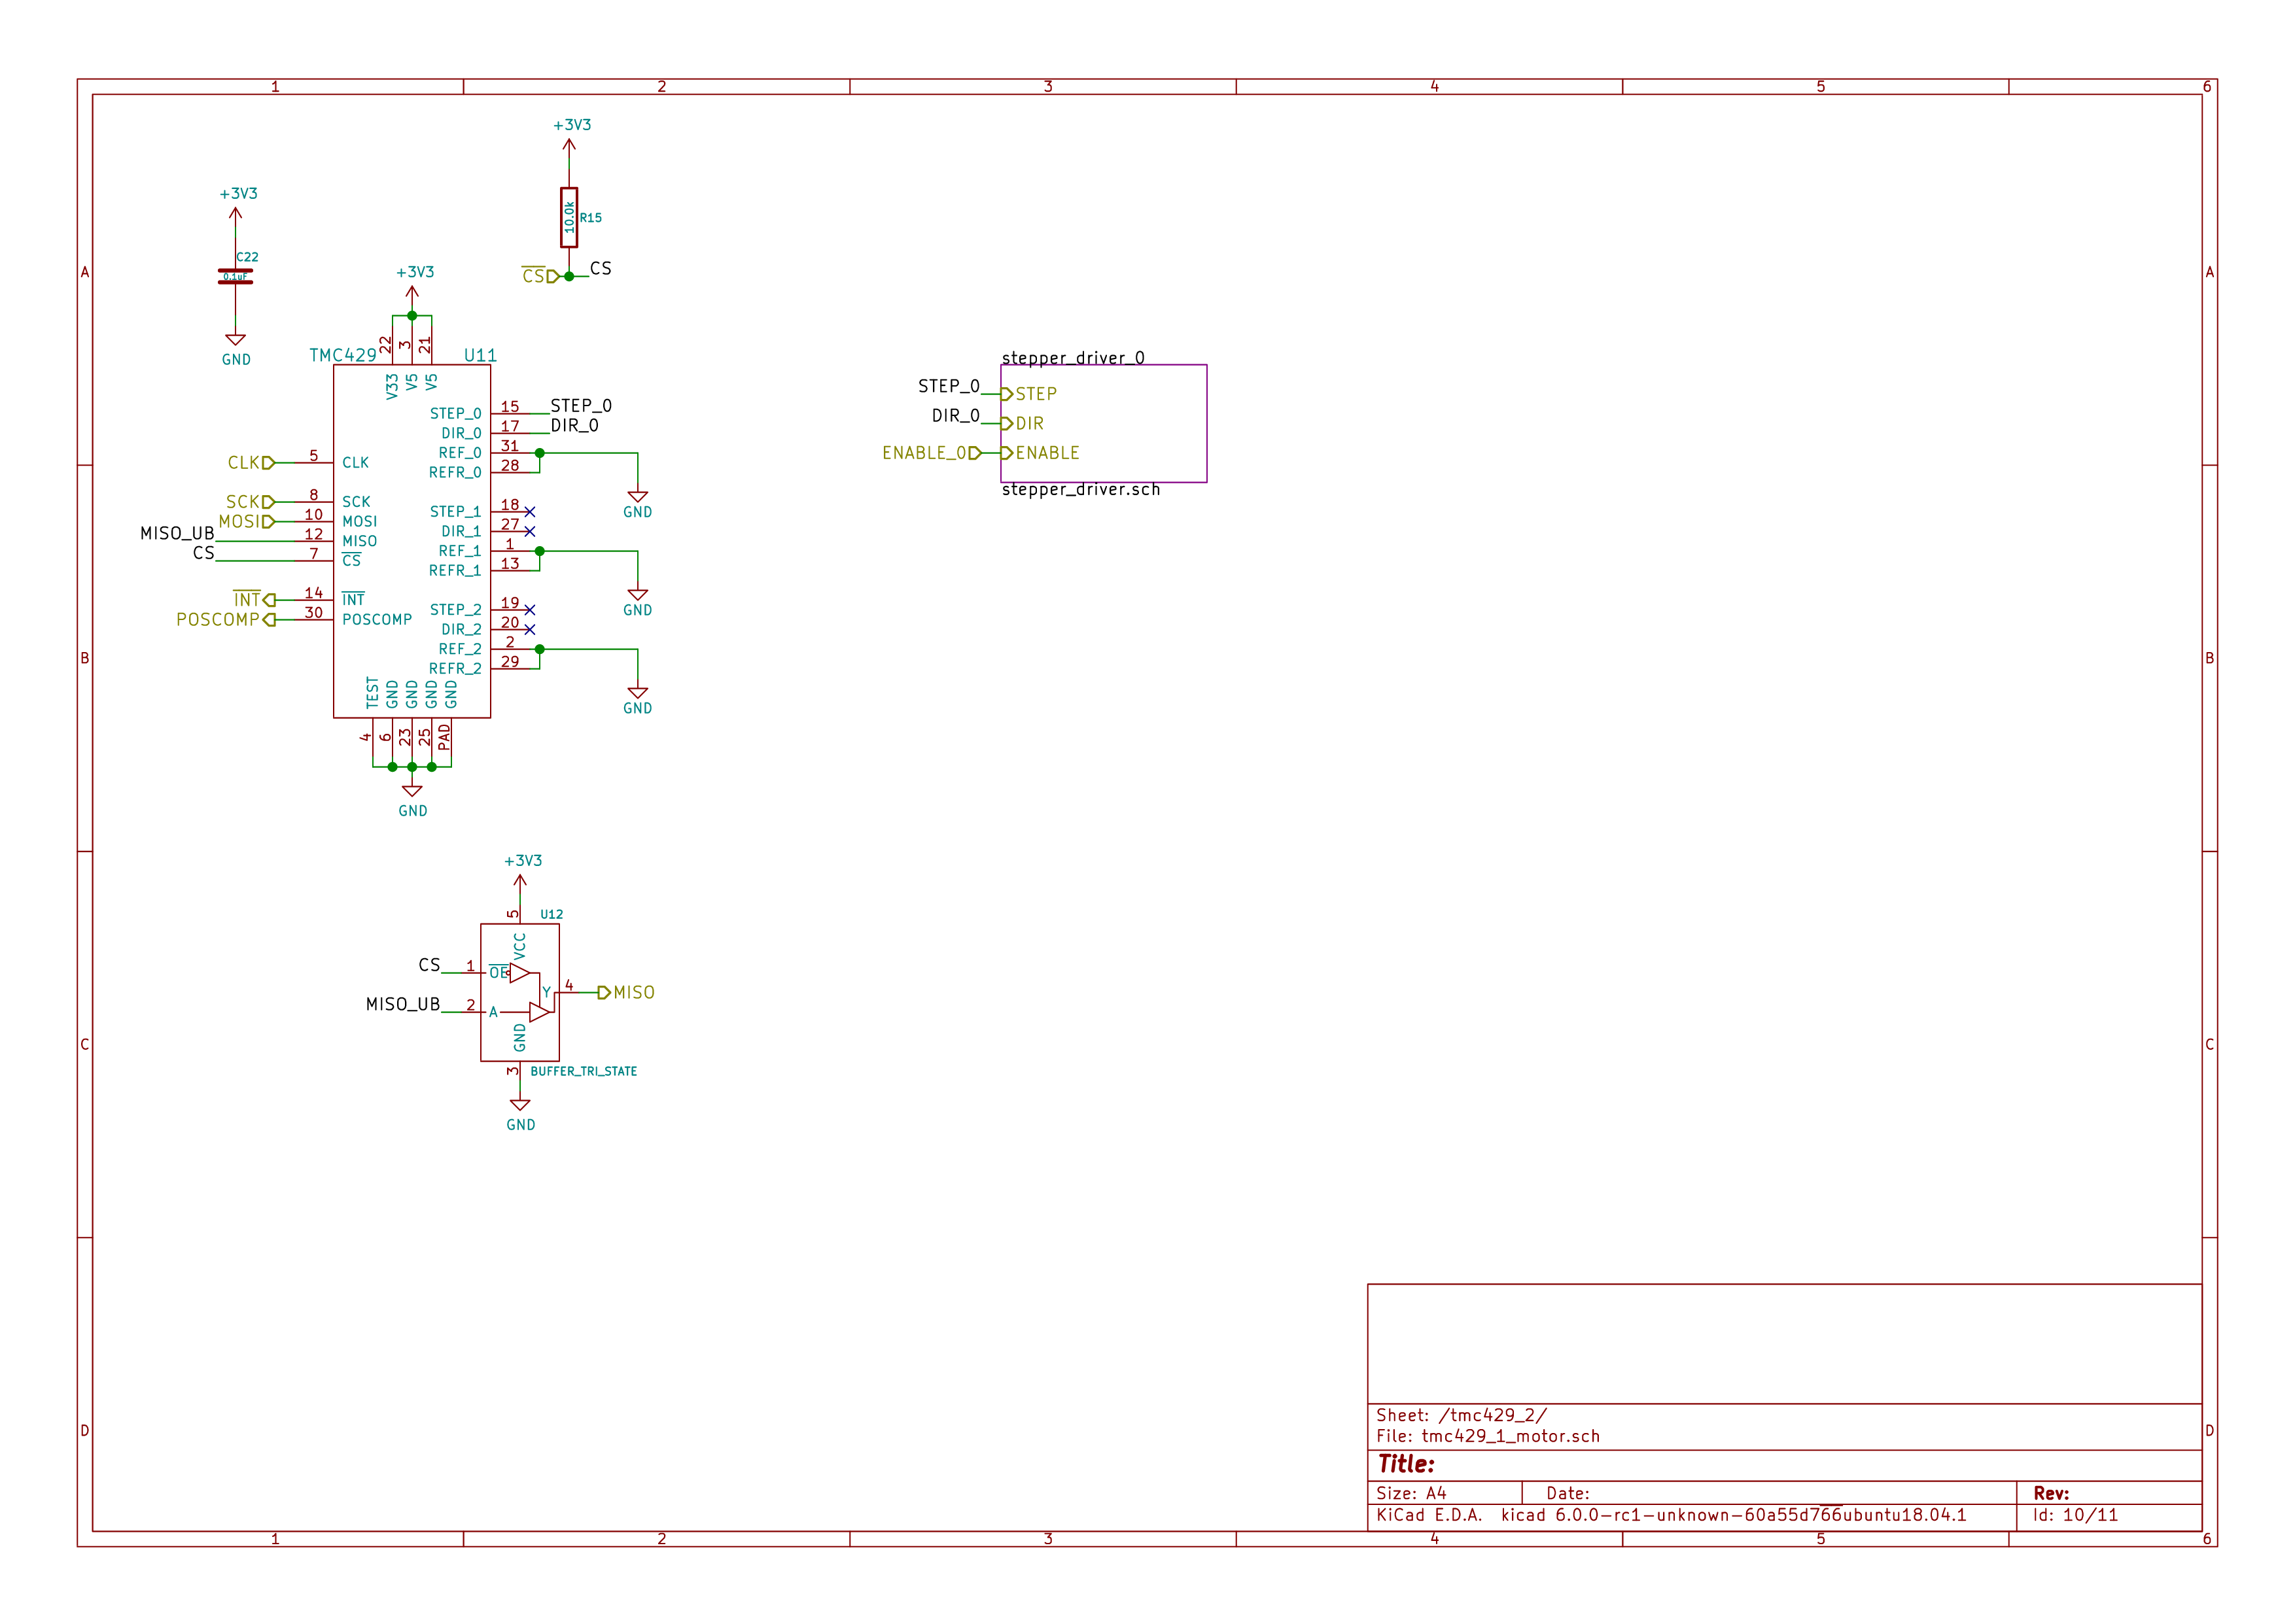 1 2 3 4 5 6
+3V3
+3V3
10.0k R15
C22
0.1uF
CS CS
+3V3
A A
GND
TMC429 U11
22 3 21
V33 V5 V5
stepper_driver_0
STEP_0 STEP
DIR_0 DIR
ENABLE_0 ENABLE
stepper_driver.sch
STEP_0 15 STEP_0
DIR_0 17 DIR_0
REF_0 31
REFR_0 28
GND
CLK 5 CLK
SCK 8 SCK
MOSI 10 MOSI
MISO_UB 12 MISO
CS 7 CS
INT 14 INT
POSCOMP 30 POSCOMP
STEP_1 18
DIR_1 27
REF_1 1
REFR_1 13
GND
STEP_2 19
DIR_2 20
REF_2 2
REFR_2 29
GND
B B
TEST GND GND GND GND
4 6 23 25 PAD
GND
+3V3
5 U12
VCC
CS 1 OE
Y 4 MISO
MISO_UB 2 A
GND
3 BUFFER_TRI_STATE
GND
C C
Sheet: /tmc429_2/
File: tmc429_1_motor.sch
D D
Title:
Size: A4 Date: Rev:
KiCad E.D.A. kicad 6.0.0-rc1-unknown-60a55d766ubuntu18.04.1 Id: 10/11
1 2 3 4 5 6